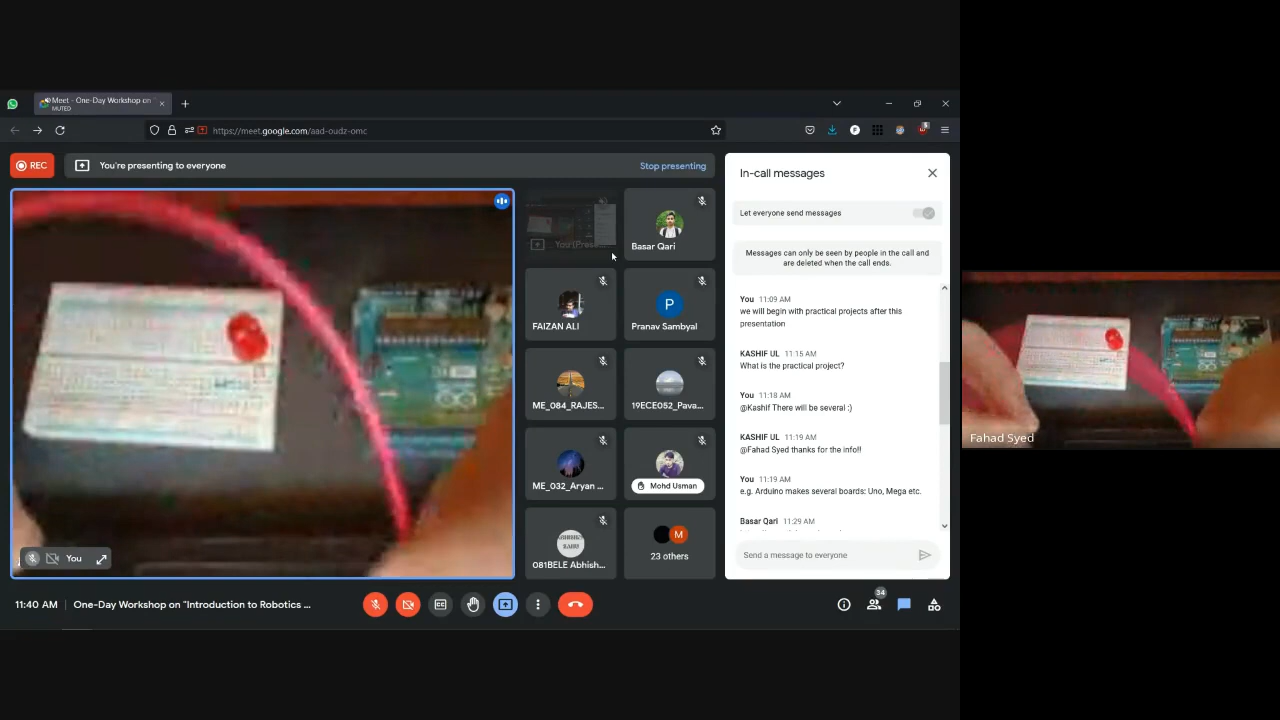 Meet - One-Day Workshop on
MUTED
https://meet.google.com/aad-oudz-omc
REC
You're presenting to everyone
Stop presenting
You (Prese...
Basar Qari
FAIZAN ALI
P
Pranav Sambyal
ME_084_RAJES...
19ECE052_Pava...
ME_032_Aryan ...
Mohd Usman
081BELE Abhish...
M
23 others
You
In-call messages
Let everyone send messages
Messages can only be seen by people in the call and
are deleted when the call ends.
You 11:09 AM
we will begin with practical projects after this
presentation
KASHIF UL 11:15 AM
What is the practical project?
You 11:18 AM
@Kashif There will be several :)
KASHIF UL 11:19 AM
@Fahad Syed thanks for the info!!
You 11:19 AM
e.g. Arduino makes several boards: Uno, Mega etc.
Basar Qari 11:29 AM
Send a message to everyone
11:40 AM | One-Day Workshop on "Introduction to Robotics ...
34
Fahad Syed